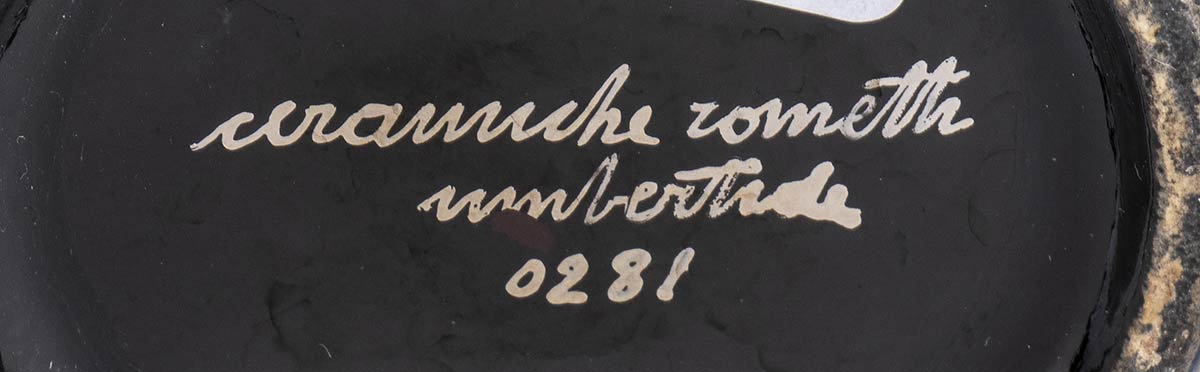 ceramiche rometti
umbertide
0281